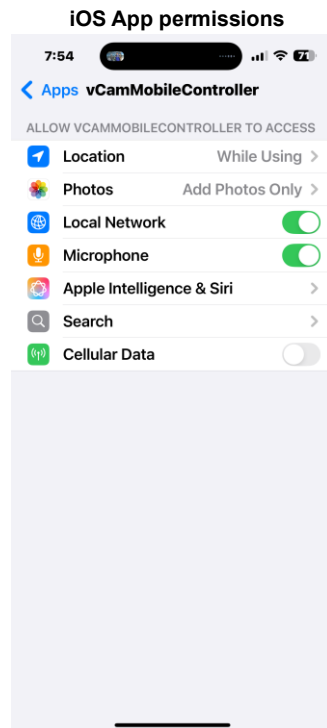 iOS App permissions
7:54 71
Apps vCamMobileController
ALLOW VCAMMOBILECONTROLLER TO ACCESS
Location While Using
Photos Add Photos Only
Local Network
Microphone
Apple Intelligence & Siri
Search
Cellular Data